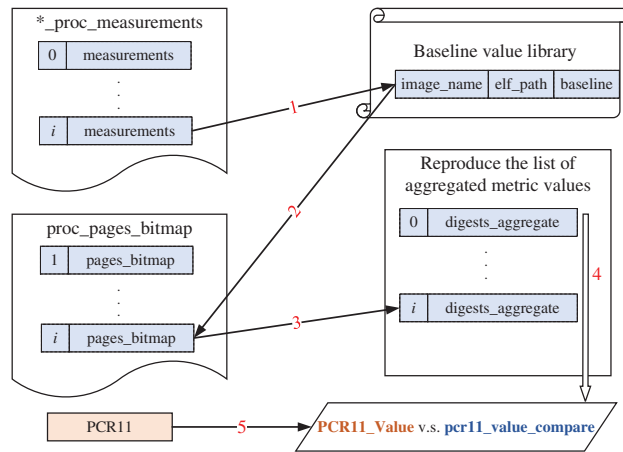 *_proc_measurements
0 measurements
.
.
.
i measurements
1
Baseline value library
image_name elf_path baseline
2
Reproduce the list of
aggregated metric values
0 digests_aggregate
.
.
.
i digests_aggregate
4
proc_pages_bitmap
1 pages_bitmap
.
.
.
i pages_bitmap
3
PCR11
5
PCR11_Value v.s. pcr11_value_compare